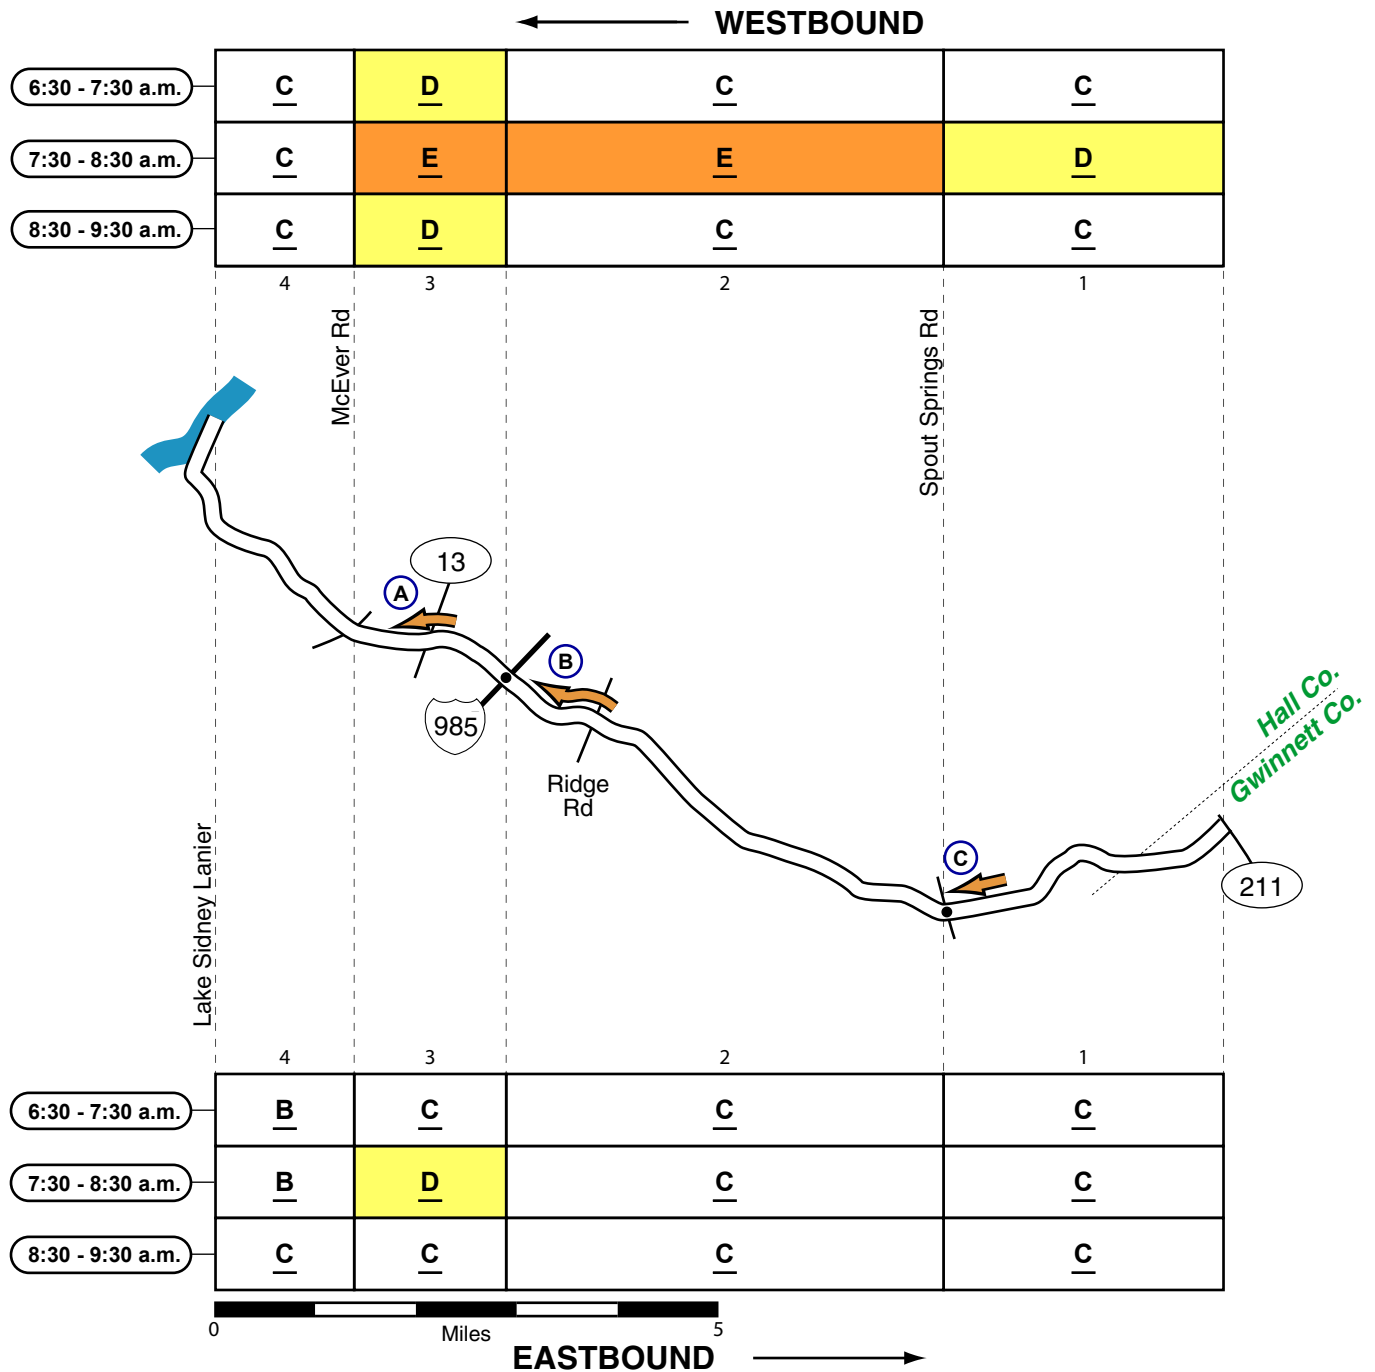 WESTBOUND
6:30 - 7:30 a.m. C D C C
7:30 - 8:30 a.m. C E E D
8:30 - 9:30 a.m. C D C C
4 3 2 1
McEver Rd
Spout Springs Rd
13
A
B
985
Ridge
Rd
Hall Co.
Gwinnett Co.
C
211
Lake Sidney Lanier
4 3 2 1
6:30 - 7:30 a.m. B C C C
7:30 - 8:30 a.m. B D C C
8:30 - 9:30 a.m. C C C C
0 Miles 5
EASTBOUND